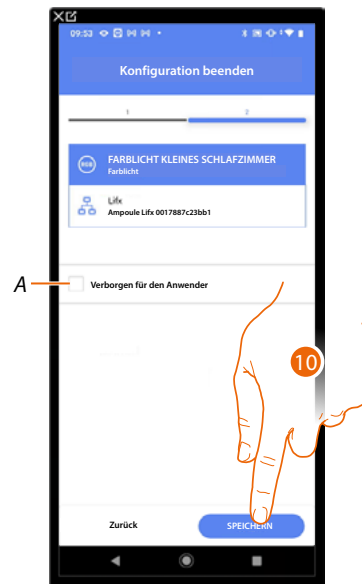 09:53
Konfiguration beenden
1 2
RGB
FARBLICHT KLEINES SCHLAFZIMMER
Farblicht
Lifx
Ampoule Lifx 0017887c23bb1
A
Verborgen für den Anwender
10
Zurück SPEICHERN